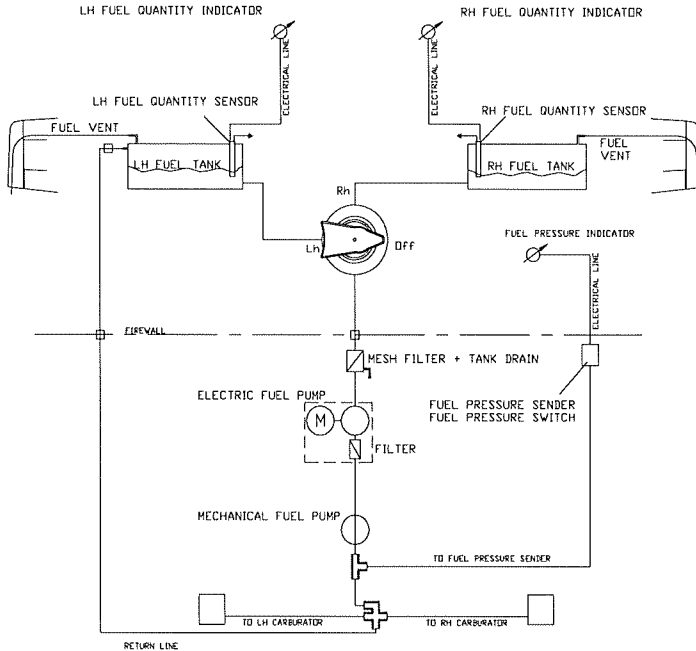 LH FUEL QUANTITY INDICATOR
RH FUEL QUANTITY INDICATOR
ELECTRICAL LINE
ELECTRICAL LINE
LH FUEL QUANTITY SENSOR
RH FUEL QUANTITY SENSOR
FUEL VENT
FUEL
VENT
LH FUEL TANK
RH FUEL TANK
Rh
Lh
Off
FUEL PRESSURE INDICATOR
ELECTRICAL LINE
FIREWALL
MESH FILTER + TANK DRAIN
ELECTRIC FUEL PUMP
M
FUEL PRESSURE SENDER
FUEL PRESSURE SWITCH
FILTER
MECHANICAL FUEL PUMP
TO FUEL PRESSURE SENDER
TO LH CARBURATOR
TO RH CARBURATOR
RETURN LINE